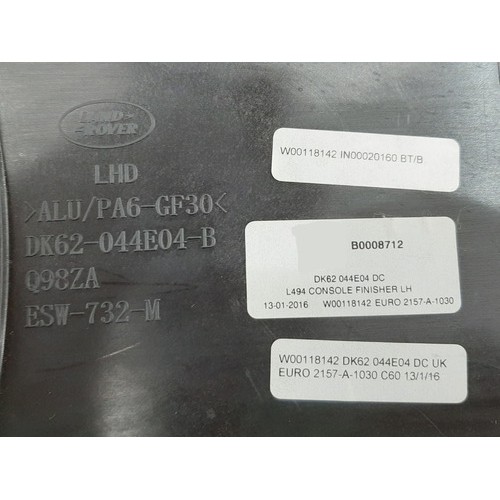 LAND-
ROVER
LHD
>ALU/PA6-GF30<
DK62-044E04-B
Q98ZA
ESW-732-M
W00118142 IN00020160 BT/B
B0008712
DK62 044E04 DC
L494 CONSOLE FINISHER LH
13-01-2016 W00118142 EURO 2157-A-1030
W00118142 DK62 044E04 DC UK
EURO 2157-A-1030 C60 13/1/16